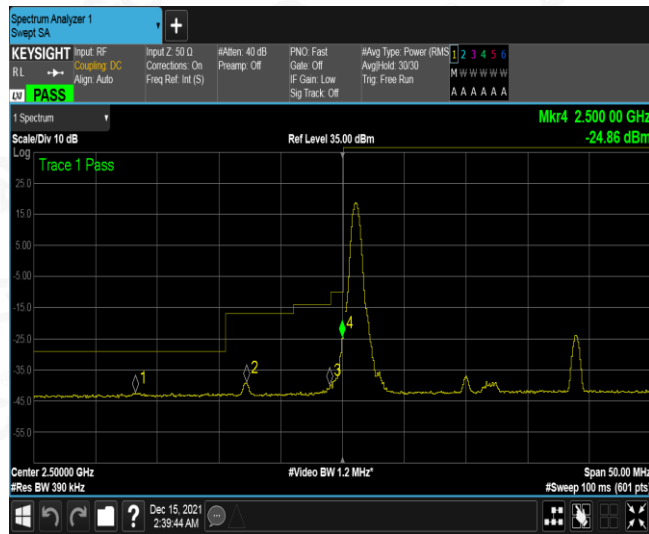 Spectrum Analyzer 1
Swept SA
+
KEYSIGHT
RL
LXI PASS
Input: RF
Coupling: DC
Align: Auto
Input Z: 50 Ω
Corrections: On
Freq Ref: Int (S)
#Atten: 40 dB
Preamp: Off
PNO: Fast
Gate: Off
IF Gain: Low
Sig Track: Off
#Avg Type: Power (RMS
Avg|Hold: 30/30
Trig: Free Run
1 2 3 4 5 6
M W W W W W
A A A A A A
1 Spectrum
Mkr4 2.500 00 GHz
-24.86 dBm
Scale/Div 10 dB
Ref Level 35.00 dBm
Log
Trace 1 Pass
25.0
15.0
5.00
-5.00
-15.0
-25.0
-35.0
-45.0
-55.0
1
2
3
4
Center 2.50000 GHz
#Video BW 1.2 MHz*
Span 50.00 MHz
#Res BW 390 kHz
#Sweep 100 ms (601 pts)
?
Dec 15, 2021
2:39:44 AM